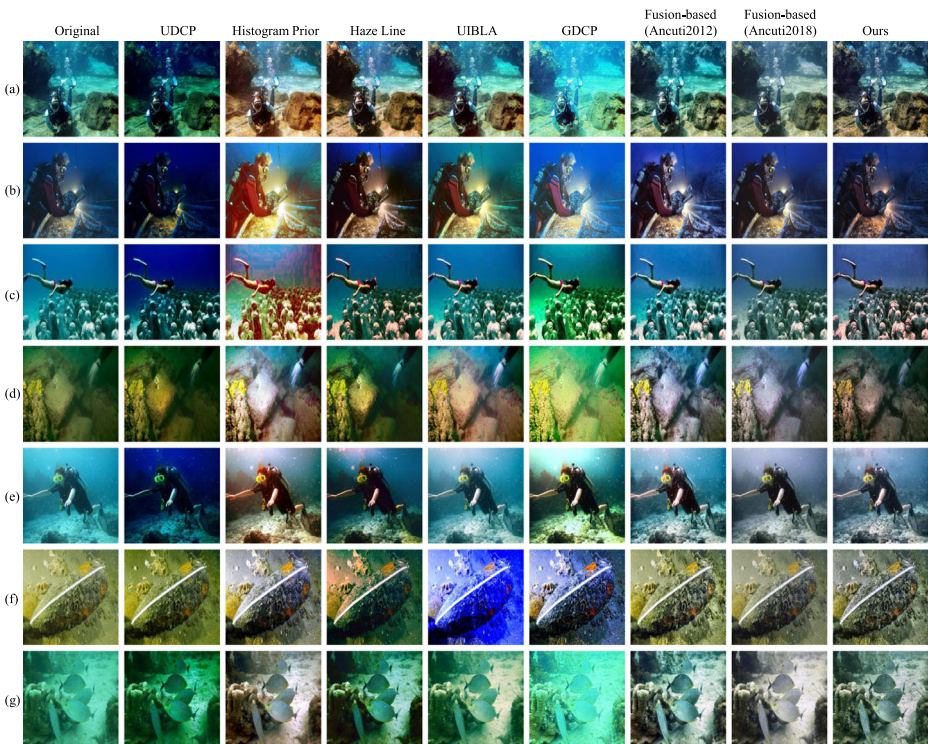 Original UDCP Histogram Prior Haze Line UIBLA GDCP Fusion-based (Ancuti2012) Fusion-based (Ancuti2018) Ours
(a)
(b)
(c)
(d)
(e)
(f)
(g)